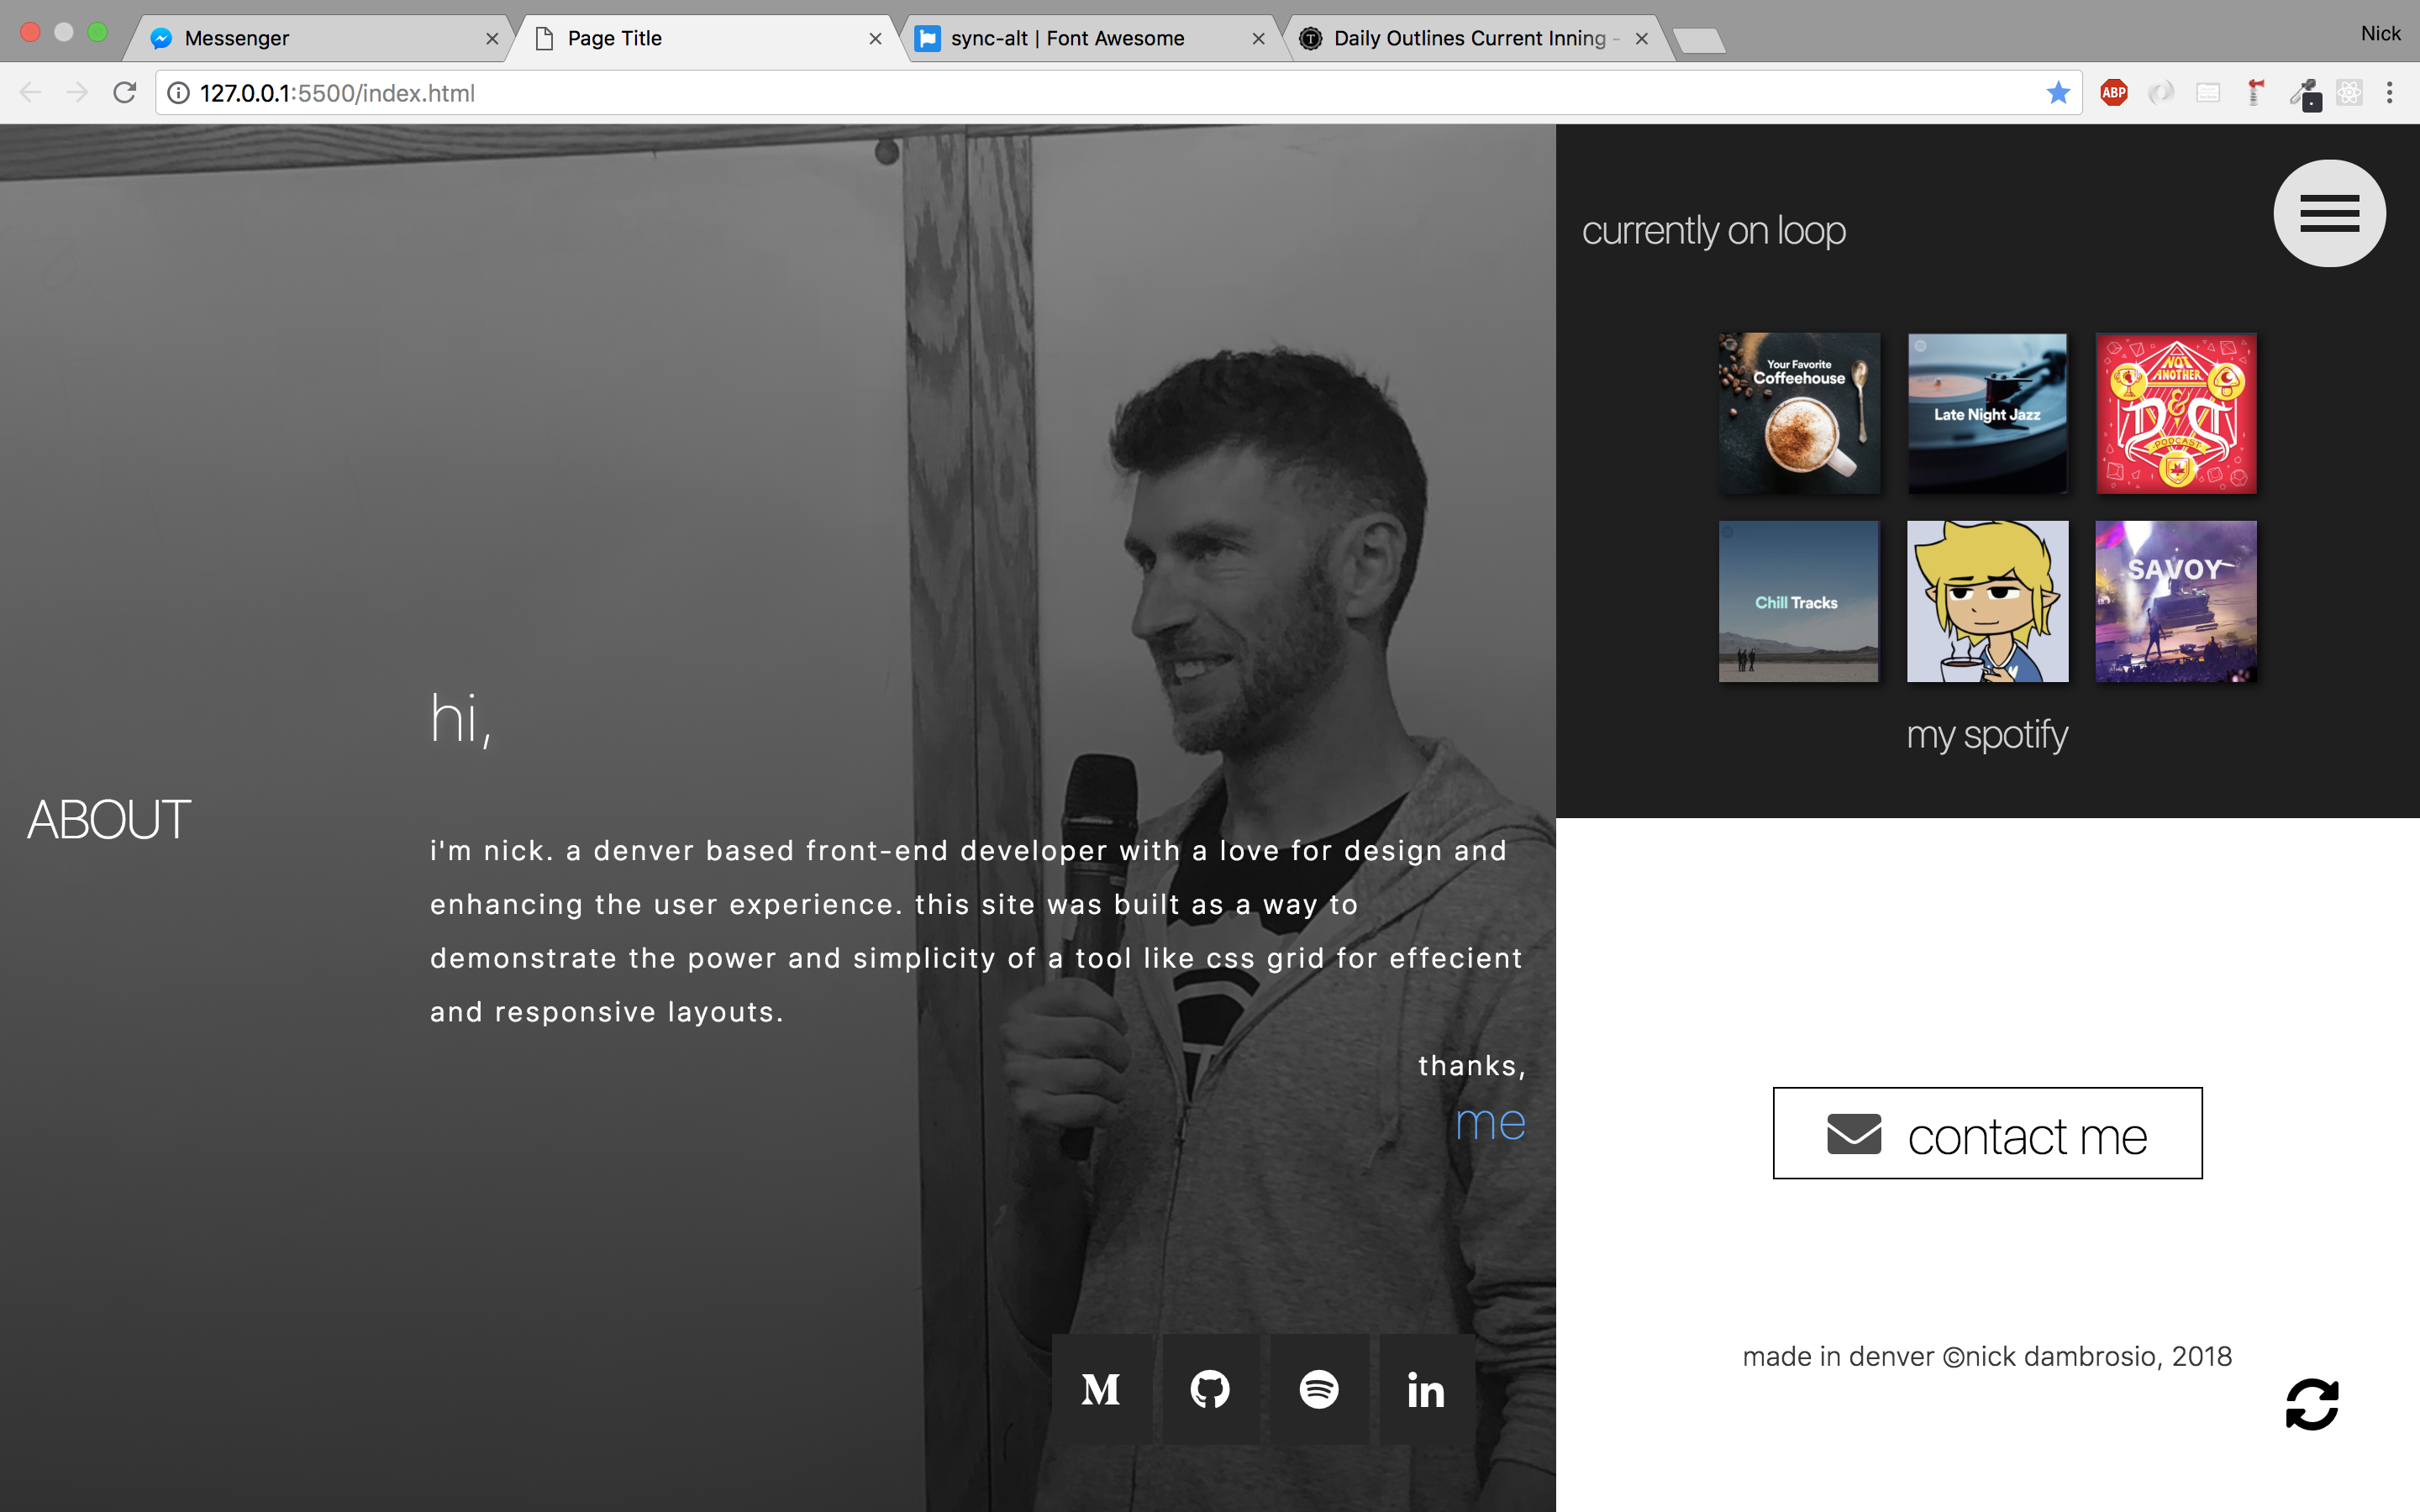 Messenger
Page Title
sync-alt | Font Awesome
Daily Outlines Current Inning -
Nick
127.0.0.1:5500/index.html
ABP
currently on loop
Your Favorite
Coffeehouse
Late Night Jazz
NOT
ANOTHER
D&D
PODCAST
Chill Tracks
SAVOY
my spotify
hi,
ABOUT
i'm nick. a denver based front-end developer with a love for design and
enhancing the user experience. this site was built as a way to
demonstrate the power and simplicity of a tool like css grid for effecient
and responsive layouts.
thanks,
me
contact me
made in denver ©nick dambrosio, 2018
M
in